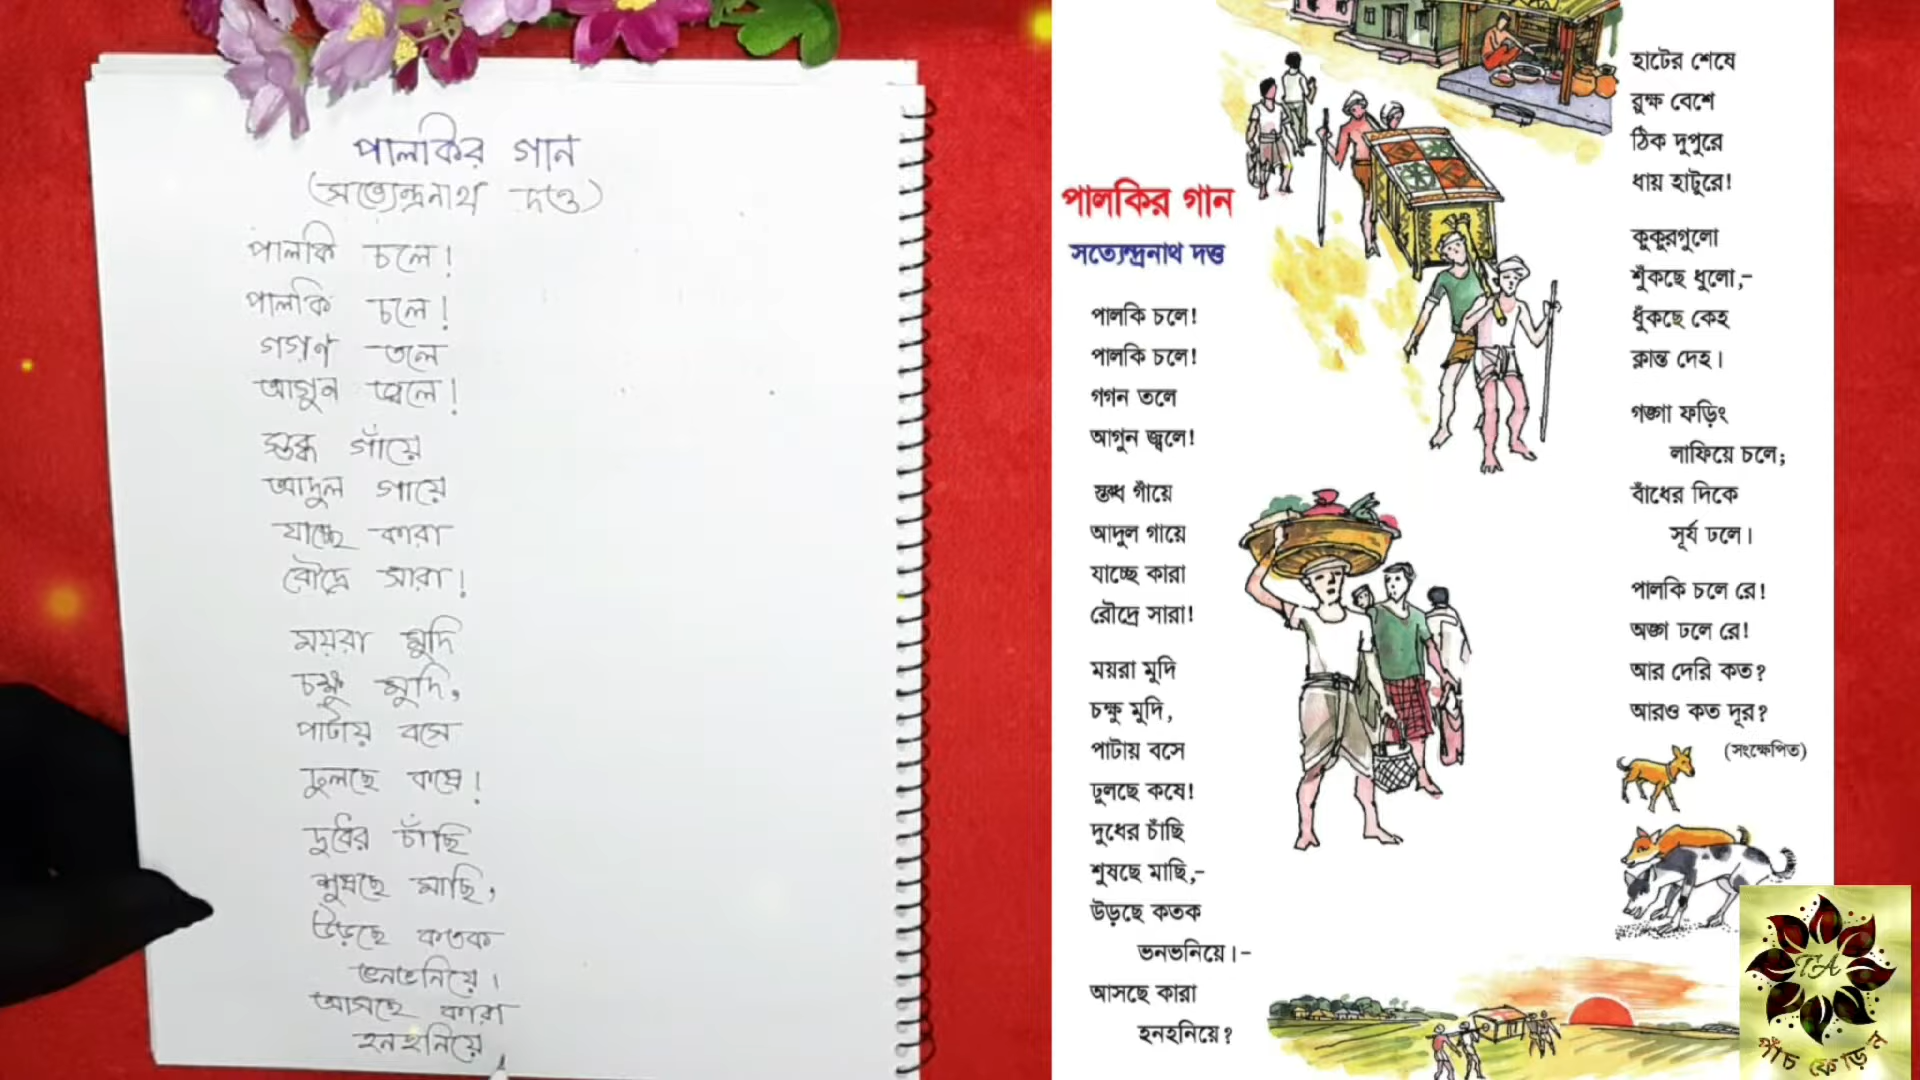 পালকির গান
(সত্যেন্দ্রনাথ দত্ত)
পালকি চলে!
পালকি চলে!
গগণ তলে
আগুন জ্বলে!
স্তব্ধ গাঁয়ে
আদুল গায়ে
যাচ্ছে কারা
রৌদ্রে সারা!
ময়রা মুদি
চক্ষু মুদি,
পাটায় বসে
ঢুলছে কষে!
দুধের চাঁছি
শুষছে মাছি,
উড়ছে কতক
ভনভনিয়ে।
আসছে কারা
হনহনিয়ে
পালকির গান
সত্যেন্দ্রনাথ দত্ত
পালকি চলে!
পালকি চলে!
গগন তলে
আগুন জ্বলে!
স্তব্ধ গাঁয়ে
আদুল গায়ে
যাচ্ছে কারা
রৌদ্রে সারা!
ময়রা মুদি
চক্ষু মুদি,
পাটায় বসে
ঢুলছে কষে!
দুধের চাঁছি
শুষছে মাছি,-
উড়ছে কতক
ভনভনিয়ে।-
আসছে কারা
হনহনিয়ে?
হাটের শেষে
রুক্ষ বেশে
ঠিক দুপুরে
ধায় হাটুরে!
কুকুরগুলো
শুঁকছে ধুলো,-
ধুঁকছে কেহ
ক্লান্ত দেহ।
গঙ্গা ফড়িং
লাফিয়ে চলে;
বাঁধের দিকে
সূর্য ঢলে।
পালকি চলে রে!
অঙ্গ ঢলে রে!
আর দেরি কত?
আরও কত দূর?
(সংক্ষেপিত)
TA
পাঁচ ফোড়ন